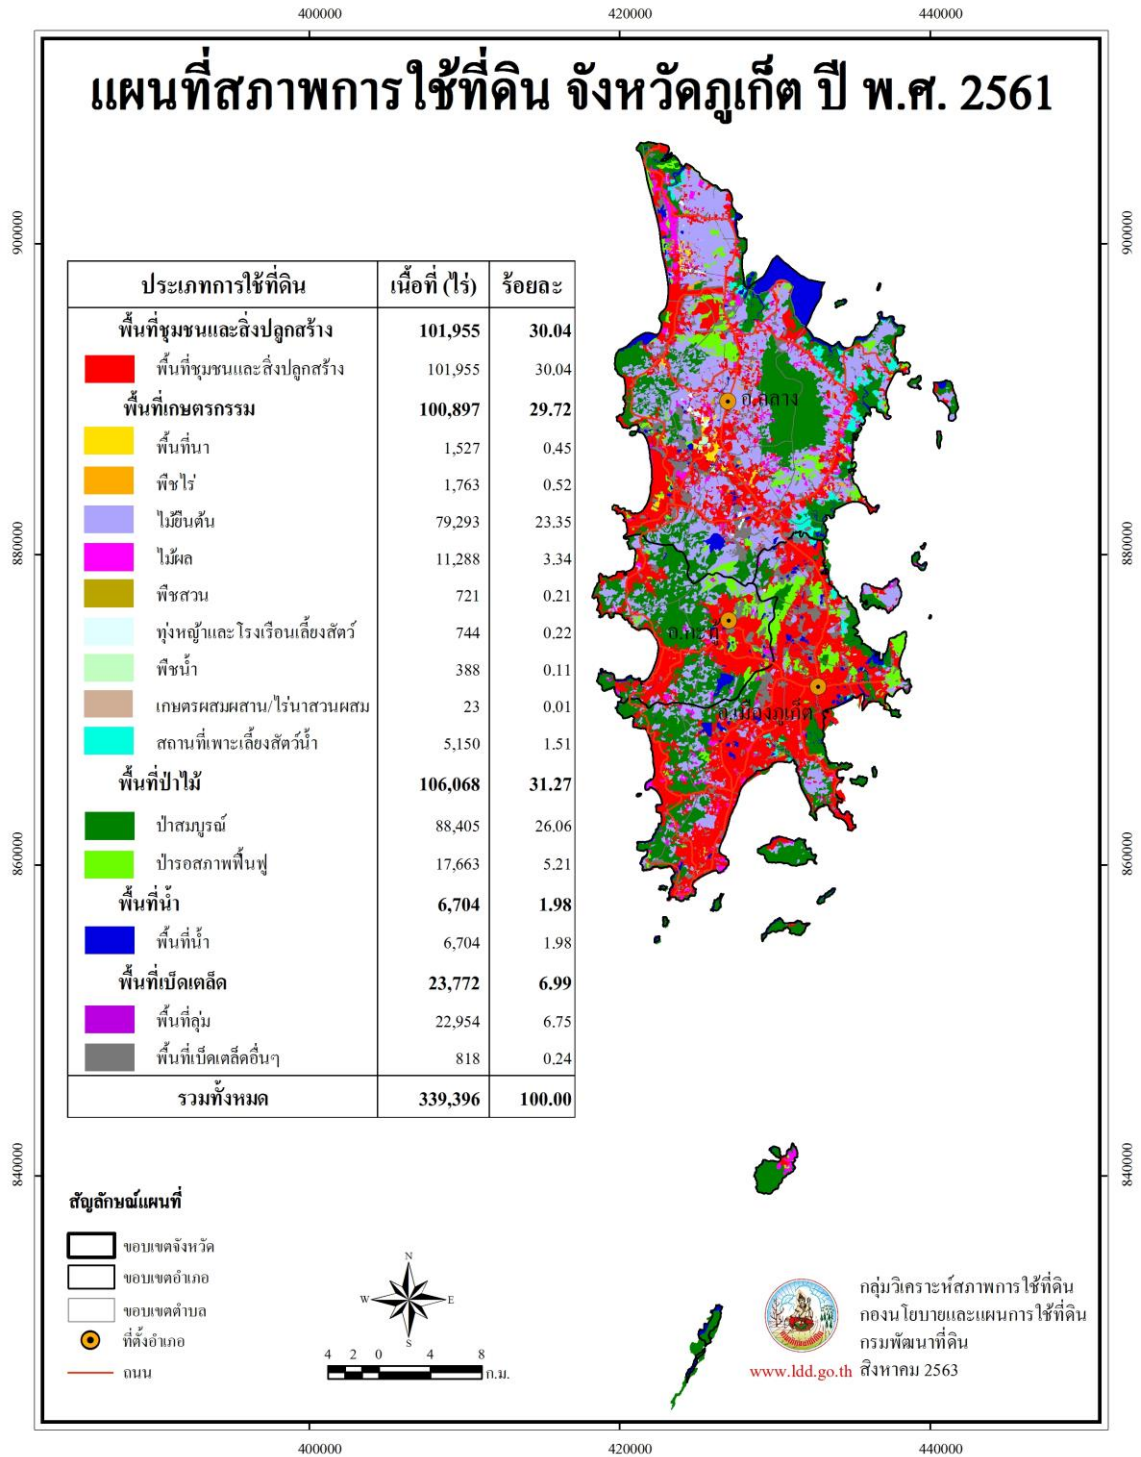 400000 420000 440000
แผนที่สภาพการใช้ที่ดิน จังหวัดภูเก็ต ปี พ.ศ. 2561
900000 900000
ประเภทการใช้ที่ดิน เนื้อที่ (ไร่) ร้อยละ
พื้นที่ชุมชนและสิ่งปลูกสร้าง 101,955 30.04
พื้นที่ชุมชนและสิ่งปลูกสร้าง 101,955 30.04
พื้นที่เกษตรกรรม 100,897 29.72
พื้นที่นา 1,527 0.45
พืชไร่ 1,763 0.52
ไม้ยืนต้น 79,293 23.35
ไม้ผล 11,288 3.34
พืชสวน 721 0.21
ทุ่งหญ้าและโรงเรือนเลี้ยงสัตว์ 744 0.22
พืชน้ำ 388 0.11
เกษตรผสมผสาน/ไร่นาสวนผสม 23 0.01
สถานที่เพาะเลี้ยงสัตว์น้ำ 5,150 1.51
พื้นที่ป่าไม้ 106,068 31.27
ป่าสมบูรณ์ 88,405 26.06
ป่ารอสภาพฟื้นฟู 17,663 5.21
พื้นที่น้ำ 6,704 1.98
พื้นที่น้ำ 6,704 1.98
พื้นที่เบ็ดเตล็ด 23,772 6.99
พื้นที่ลุ่ม 22,954 6.75
พื้นที่เบ็ดเตล็ดอื่นๆ 818 0.24
รวมทั้งหมด 339,396 100.00
อ.ถลาง
880000 880000
อ.กะทู้
อ.เมืองภูเก็ต
860000 860000
840000 840000
สัญลักษณ์แผนที่
ขอบเขตจังหวัด
ขอบเขตอำเภอ
ขอบเขตตำบล
ที่ตั้งอำเภอ
ถนน
N
W E
S
4 2 0 4 8
ก.ม.
กลุ่มวิเคราะห์สภาพการใช้ที่ดิน
กองนโยบายและแผนการใช้ที่ดิน
กรมพัฒนาที่ดิน
www.ldd.go.th สิงหาคม 2563
400000 420000 440000